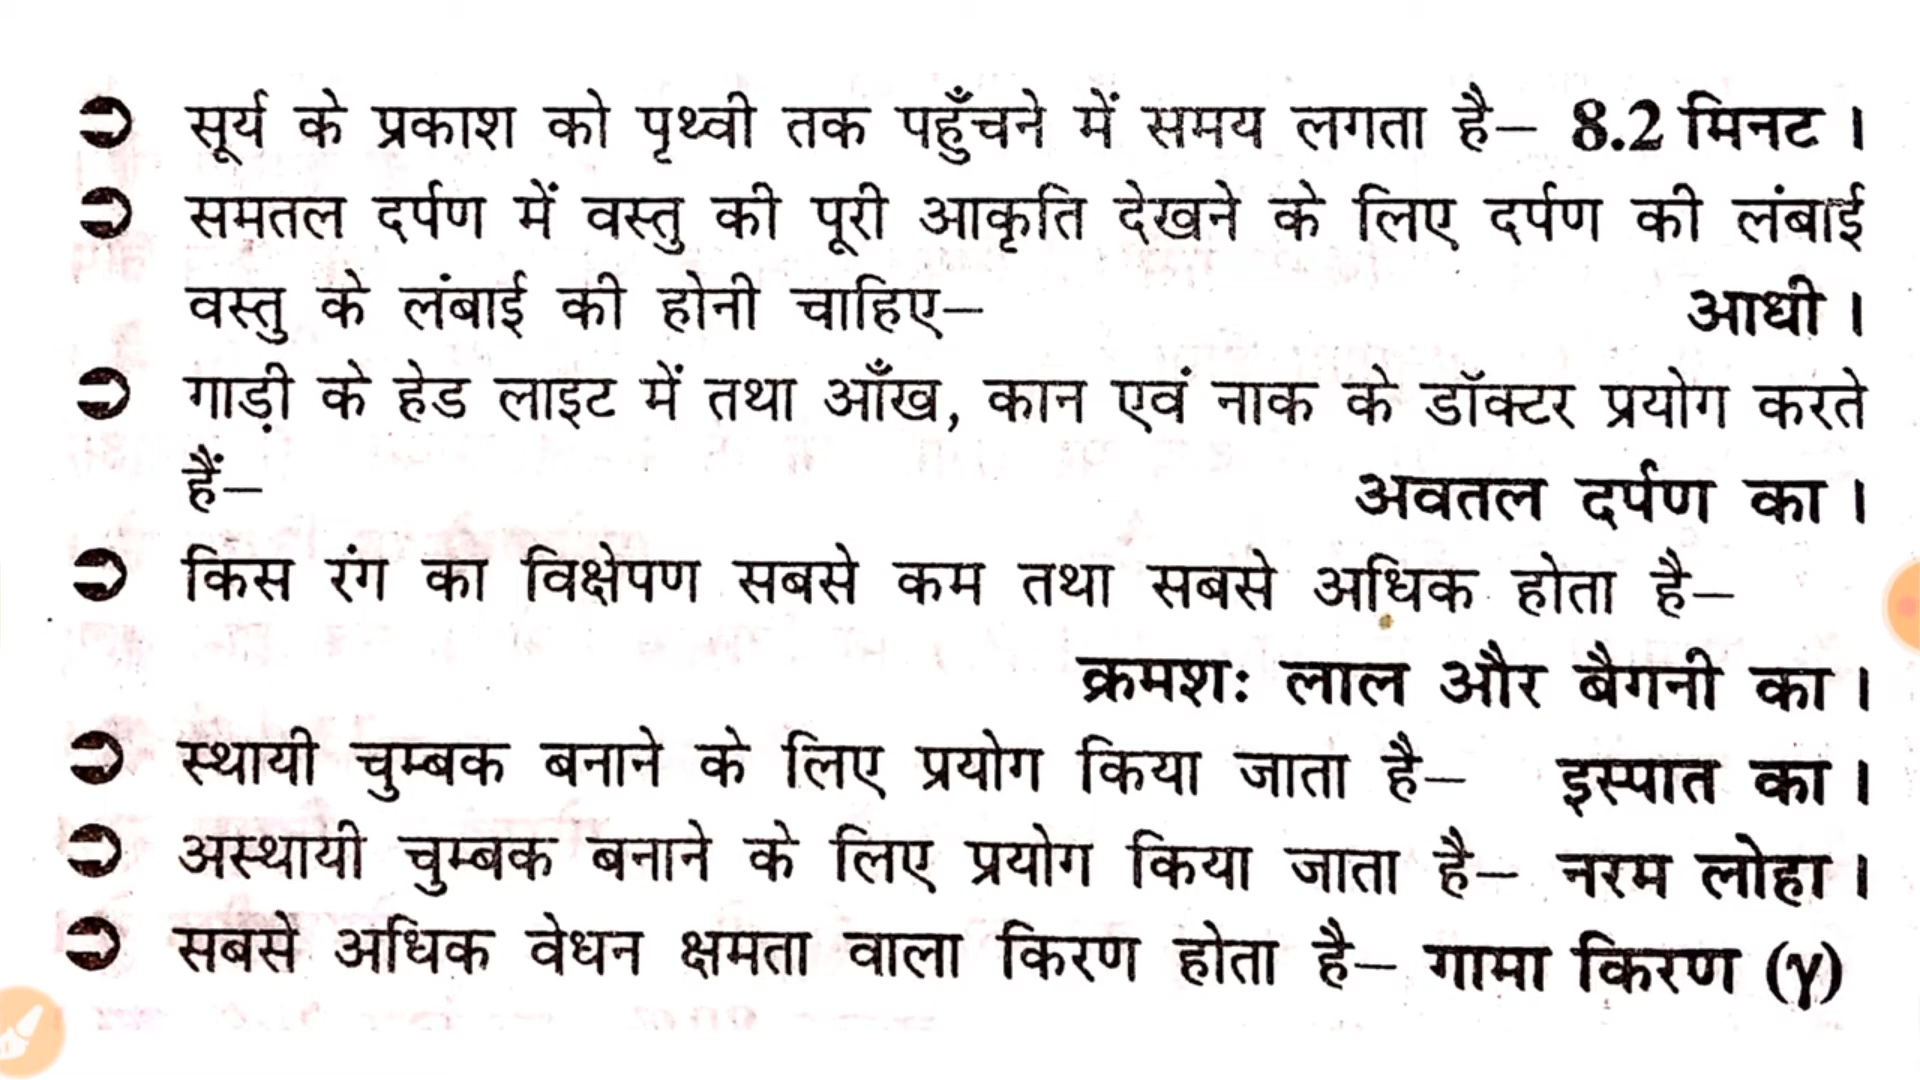 ➲ सूर्य के प्रकाश को पृथ्वी तक पहुँचने में समय लगता है– 8.2 मिनट ।
➲ समतल दर्पण में वस्तु की पूरी आकृति देखने के लिए दर्पण की लंबाई
वस्तु के लंबाई की होनी चाहिए– आधी ।
➲ गाड़ी के हेड लाइट में तथा आँख, कान एवं नाक के डॉक्टर प्रयोग करते
हैं– अवतल दर्पण का ।
➲ किस रंग का विक्षेपण सबसे कम तथा सबसे अधिक होता है–
क्रमशः लाल और बैगनी का ।
➲ स्थायी चुम्बक बनाने के लिए प्रयोग किया जाता है– इस्पात का ।
➲ अस्थायी चुम्बक बनाने के लिए प्रयोग किया जाता है– नरम लोहा ।
➲ सबसे अधिक वेधन क्षमता वाला किरण होता है– गामा किरण (γ)